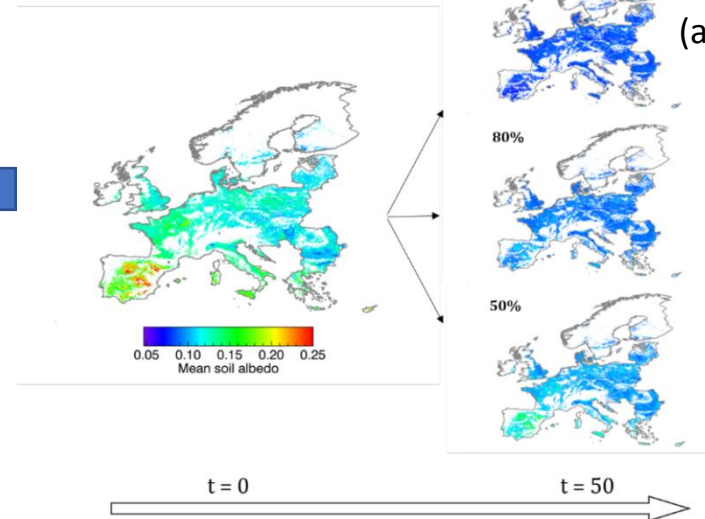 (a
80%
50%
0.05 0.10 0.15 0.20 0.25
Mean soil albedo
t = 0 t = 50